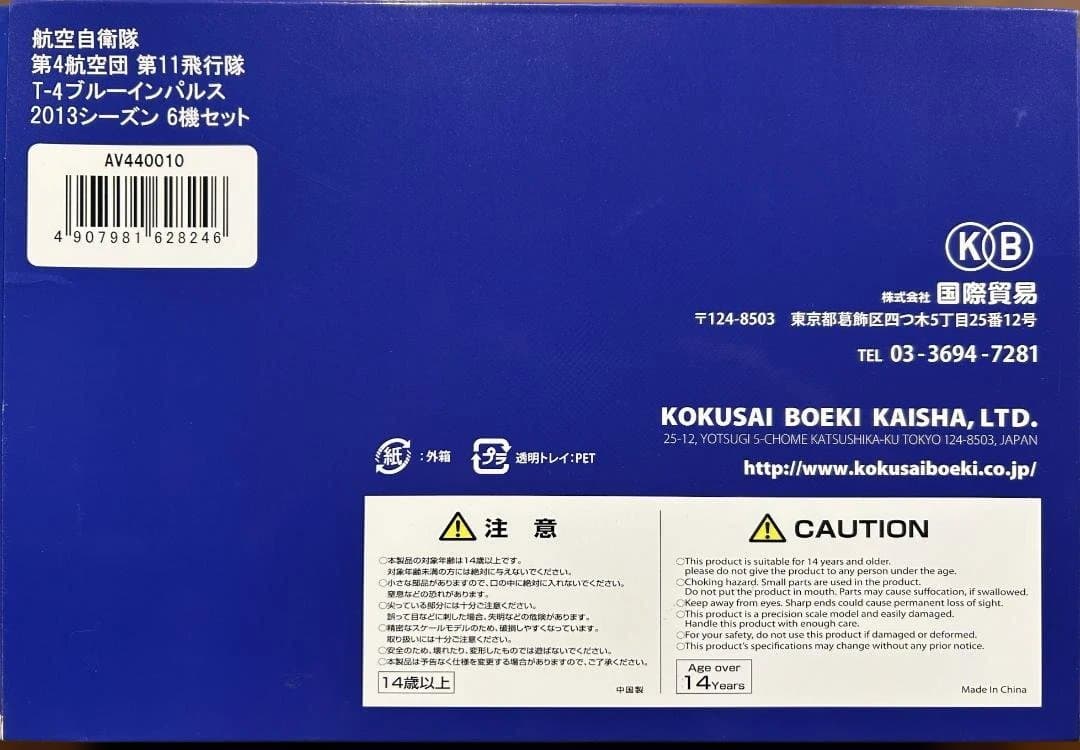 航空自衛隊
第4航空団 第11飛行隊
T-4ブルーインパルス
2013シーズン 6機セット
AV440010
4 907981 628246
KB
株式会社 国際貿易
〒124-8503 東京都葛飾区四つ木5丁目25番12号
TEL 03-3694-7281
KOKUSAI BOEKI KAISHA, LTD.
25-12, YOTSUGI 5-CHOME KATSUSHIKA-KU TOKYO 124-8503, JAPAN
http://www.kokusaiboeki.co.jp/
紙 :外箱
プラ 透明トレイ:PET
注意
○本製品の対象年齢は14歳以上です。
対象年齢未満の方には絶対に与えないでください。
○小さな部品がありますので、口の中に絶対に入れないでください。
窒息などの恐れがあります。
○尖っている部分には十分ご注意ください。
誤って目などに刺した場合、失明などの危険があります。
○精密なスケールモデルのため、破損しやすくなっています。
取り扱いには十分ご注意ください。
○安全のため、壊れたり、変形したものでは遊ばないでください。
○本製品は予告なく仕様を変更する場合がありますので、ご了承ください。
14歳以上
中国製
CAUTION
○This product is suitable for 14 years and older.
please do not give the product to any person under the age.
○Choking hazard. Small parts are used in the product.
Do not put the product in mouth. Parts may cause suffocation, if swallowed.
○Keep away from eyes. Sharp ends could cause permanent loss of sight.
○This product is a precision scale model and easily damaged.
Handle this product with enough care.
○For your safety, do not use this product if damaged or deformed.
○This product's specifications may change without any prior notice.
Age over
14Years
Made In China